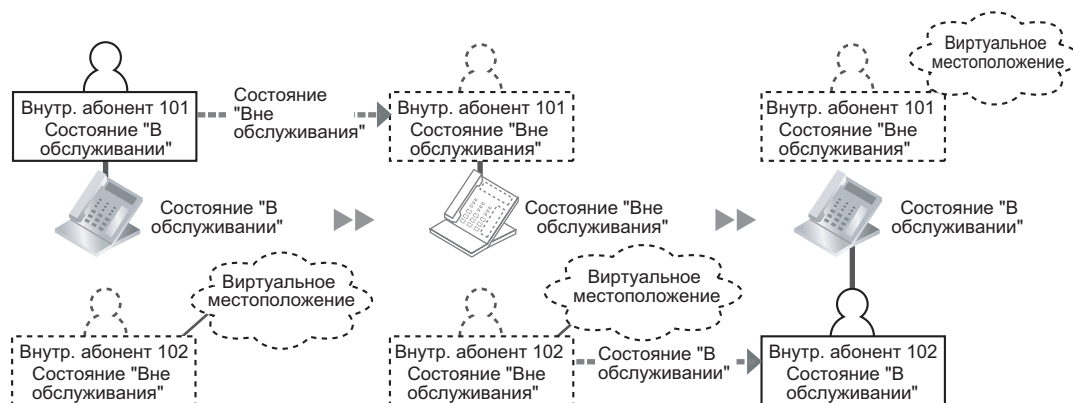 Виртуальное
местоположение
Внутр. абонент 101
Состояние "В
обслуживании"
Состояние
"Вне
обслуживания"
Внутр. абонент 101
Состояние "Вне
обслуживания"
Внутр. абонент 101
Состояние "Вне
обслуживания"
Состояние "В
обслуживании"
Состояние "Вне
обслуживания"
Состояние "В
обслуживании"
Виртуальное
местоположение
Виртуальное
местоположение
Внутр. абонент 102
Состояние "Вне
обслуживания"
Внутр. абонент 102
Состояние "Вне
обслуживания"
Состояние "В
обслуживании"
Внутр. абонент 102
Состояние "В
обслуживании"